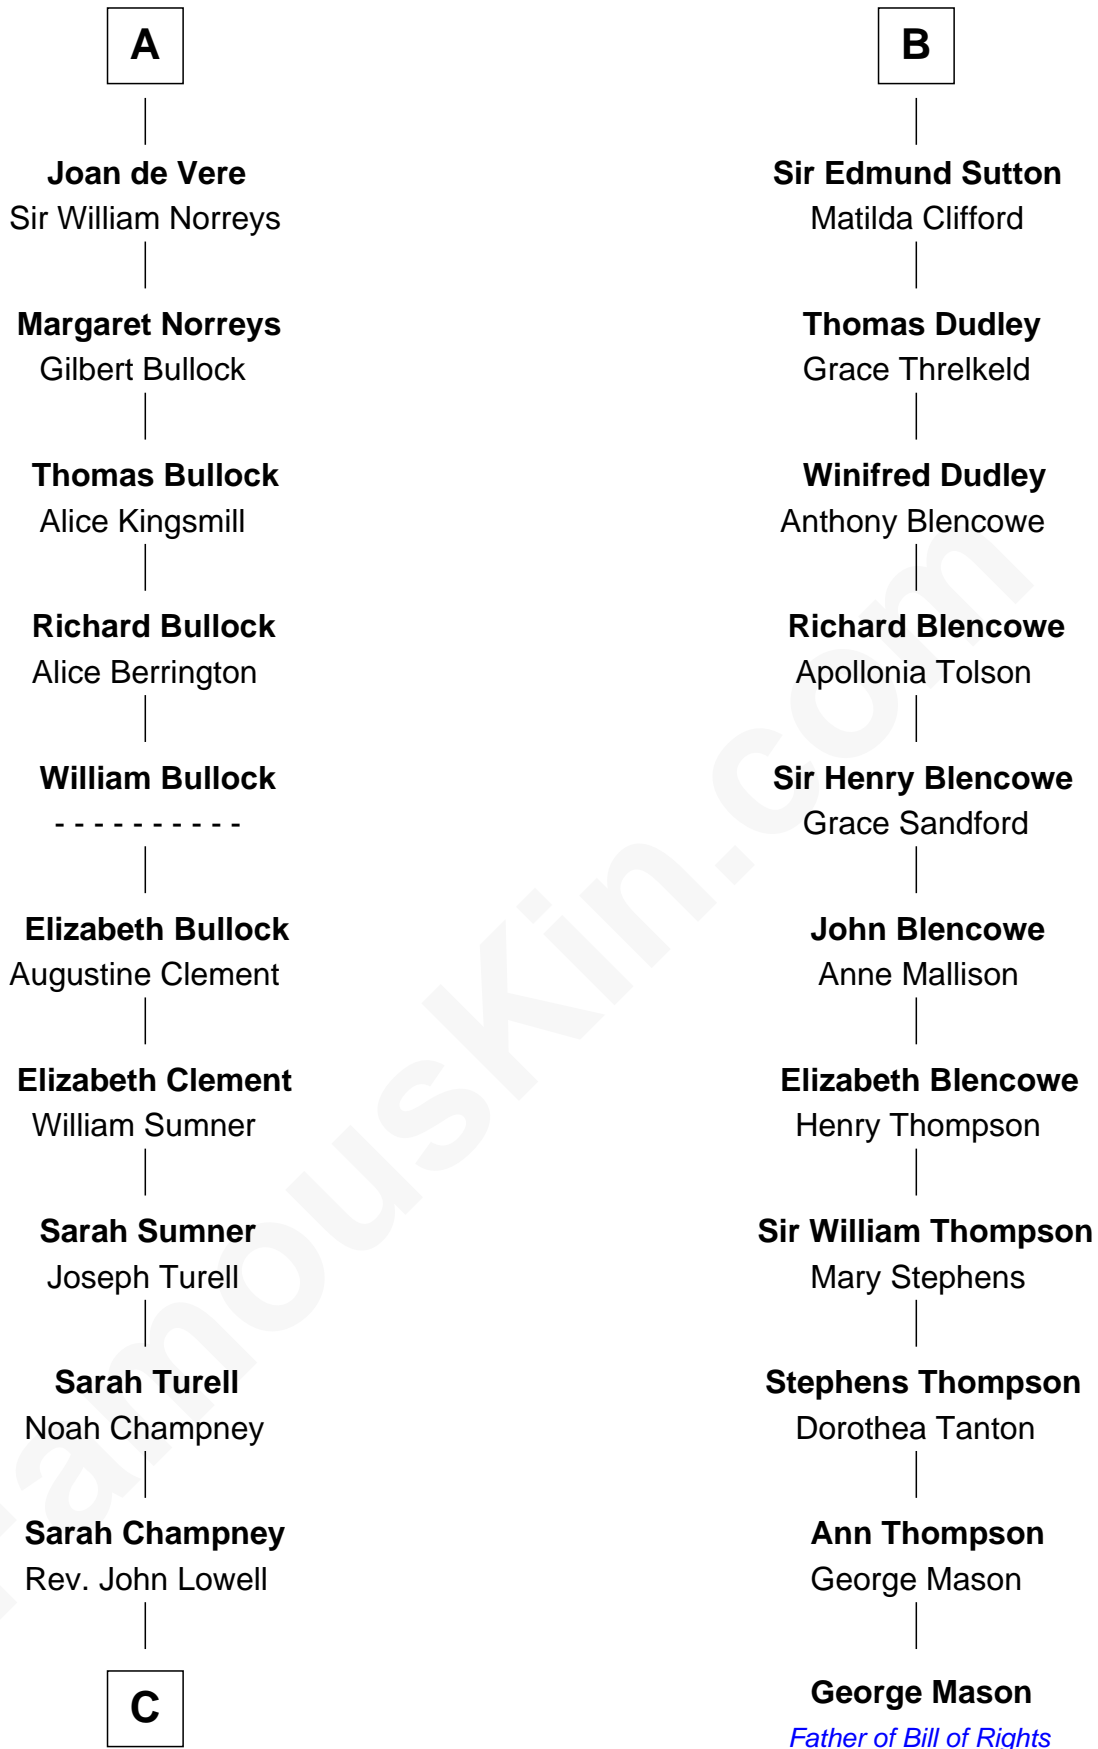 A
Joan de Vere
Sir William Norreys
Margaret Norreys
Gilbert Bullock
Thomas Bullock
Alice Kingsmill
Richard Bullock
Alice Berrington
William Bullock
- - - - - - - - - -
Elizabeth Bullock
Augustine Clement
Elizabeth Clement
William Sumner
Sarah Sumner
Joseph Turell
Sarah Turell
Noah Champney
Sarah Champney
Rev. John Lowell
C
B
Sir Edmund Sutton
Matilda Clifford
Thomas Dudley
Grace Threlkeld
Winifred Dudley
Anthony Blencowe
Richard Blencowe
Apollonia Tolson
Sir Henry Blencowe
Grace Sandford
John Blencowe
Anne Mallison
Elizabeth Blencowe
Henry Thompson
Sir William Thompson
Mary Stephens
Stephens Thompson
Dorothea Tanton
Ann Thompson
George Mason
George Mason
Father of Bill of Rights
FamousKin.com